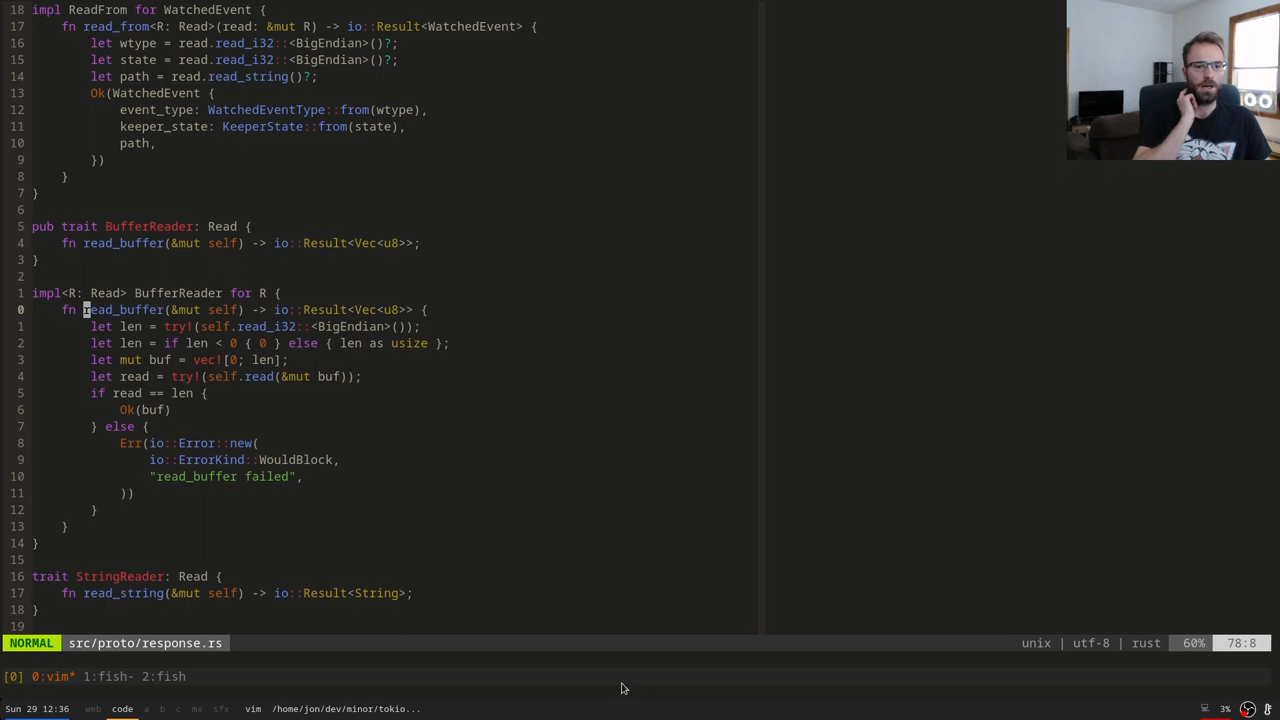 18 impl ReadFrom for WatchedEvent {
17     fn read_from<R: Read>(read: &mut R) -> io::Result<WatchedEvent> {
16         let wtype = read.read_i32::<BigEndian>()?;
15         let state = read.read_i32::<BigEndian>()?;
14         let path = read.read_string()?;
13         Ok(WatchedEvent {
12             event_type: WatchedEventType::from(wtype),
11             keeper_state: KeeperState::from(state),
10             path,
9         })
8     }
7 }
6
5 pub trait BufferReader: Read {
4     fn read_buffer(&mut self) -> io::Result<Vec<u8>>;
3 }
2
1 impl<R: Read> BufferReader for R {
0     fn read_buffer(&mut self) -> io::Result<Vec<u8>> {
1         let len = try!(self.read_i32::<BigEndian>());
2         let len = if len < 0 { 0 } else { len as usize };
3         let mut buf = vec![0; len];
4         let read = try!(self.read(&mut buf));
5         if read == len {
6             Ok(buf)
7         } else {
8             Err(io::Error::new(
9                 io::ErrorKind::WouldBlock,
10                 "read_buffer failed",
11             ))
12         }
13     }
14 }
15
16 trait StringReader: Read {
17     fn read_string(&mut self) -> io::Result<String>;
18 }
19
NORMAL src/proto/response.rs unix | utf-8 | rust 60% 78:8
[0] 0:vim* 1:fish- 2:fish
Sun 29 12:36 web code a b c mx sfx vim /home/jon/dev/minor/tokio... 3%